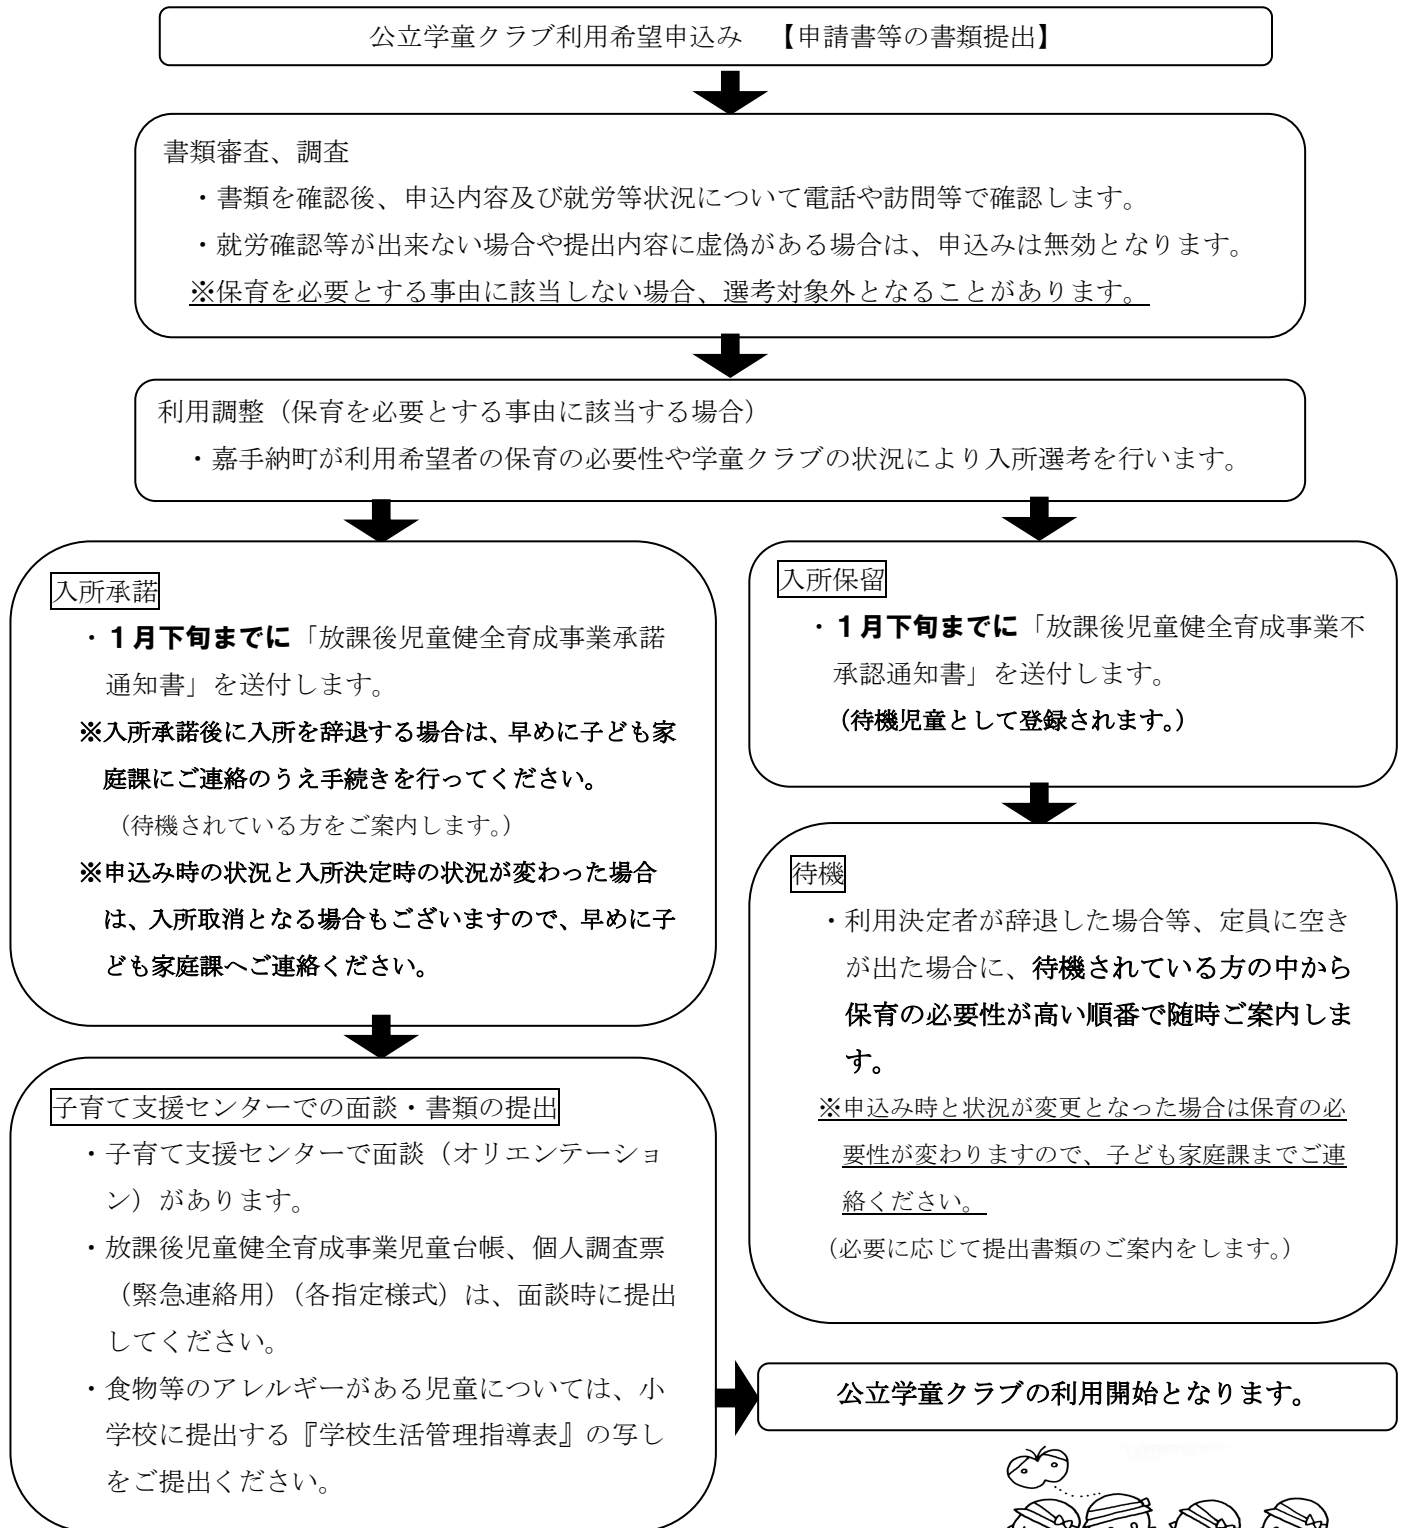 公立学童クラブ利用希望申込み　【申請書等の書類提出】
書類審査、調査
・書類を確認後、申込内容及び就労等状況について電話や訪問等で確認します。
・就労確認等が出来ない場合や提出内容に虚偽がある場合は、申込みは無効となります。
※保育を必要とする事由に該当しない場合、選考対象外となることがあります。
利用調整（保育を必要とする事由に該当する場合）
・嘉手納町が利用希望者の保育の必要性や学童クラブの状況により入所選考を行います。
入所承諾
・１月下旬までに「放課後児童健全育成事業承諾
通知書」を送付します。
※入所承諾後に入所を辞退する場合は、早めに子ども家
庭課にご連絡のうえ手続きを行ってください。
（待機されている方をご案内します。）
※申込み時の状況と入所決定時の状況が変わった場合
は、入所取消となる場合もございますので、早めに子
ども家庭課へご連絡ください。
入所保留
・１月下旬までに「放課後児童健全育成事業不
承認通知書」を送付します。
（待機児童として登録されます。）
待機
・利用決定者が辞退した場合等、定員に空き
が出た場合に、待機されている方の中から
保育の必要性が高い順番で随時ご案内しま
す。
※申込み時と状況が変更となった場合は保育の必
要性が変わりますので、子ども家庭課までご連
絡ください。
（必要に応じて提出書類のご案内をします。）
子育て支援センターでの面談・書類の提出
・子育て支援センターで面談（オリエンテーショ
ン）があります。
・放課後児童健全育成事業児童台帳、個人調査票
（緊急連絡用）（各指定様式）は、面談時に提出
してください。
・食物等のアレルギーがある児童については、小
学校に提出する『学校生活管理指導表』の写し
をご提出ください。
公立学童クラブの利用開始となります。